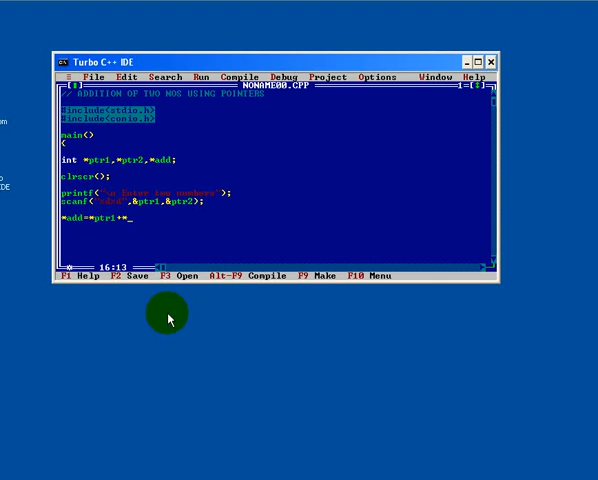 om
o
IDE
Turbo C++ IDE
≡ File Edit Search Run Compile Debug Project Options Window Help
[■] NONAME00.CPP 1=[↕]
// ADDITION OF TWO NOS USING POINTERS
#include<stdio.h>
#include<conio.h>
main()
{
int *ptr1,*ptr2,*add;
clrscr();
printf("\n Enter two numbers");
scanf("%d%d",&ptr1,&ptr2);
*add=*ptr1+*_
16:13
F1 Help F2 Save F3 Open Alt-F9 Compile F9 Make F10 Menu